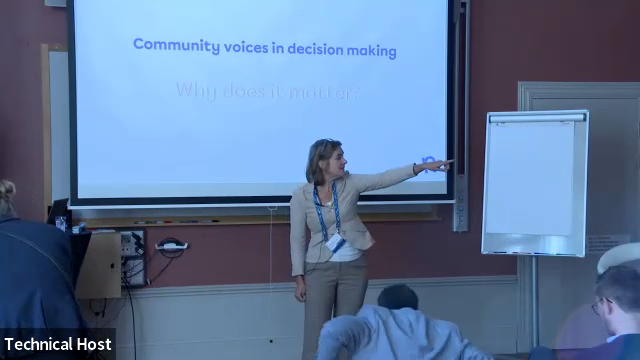 Community voices in decision making
Why does it matter?
Technical Host